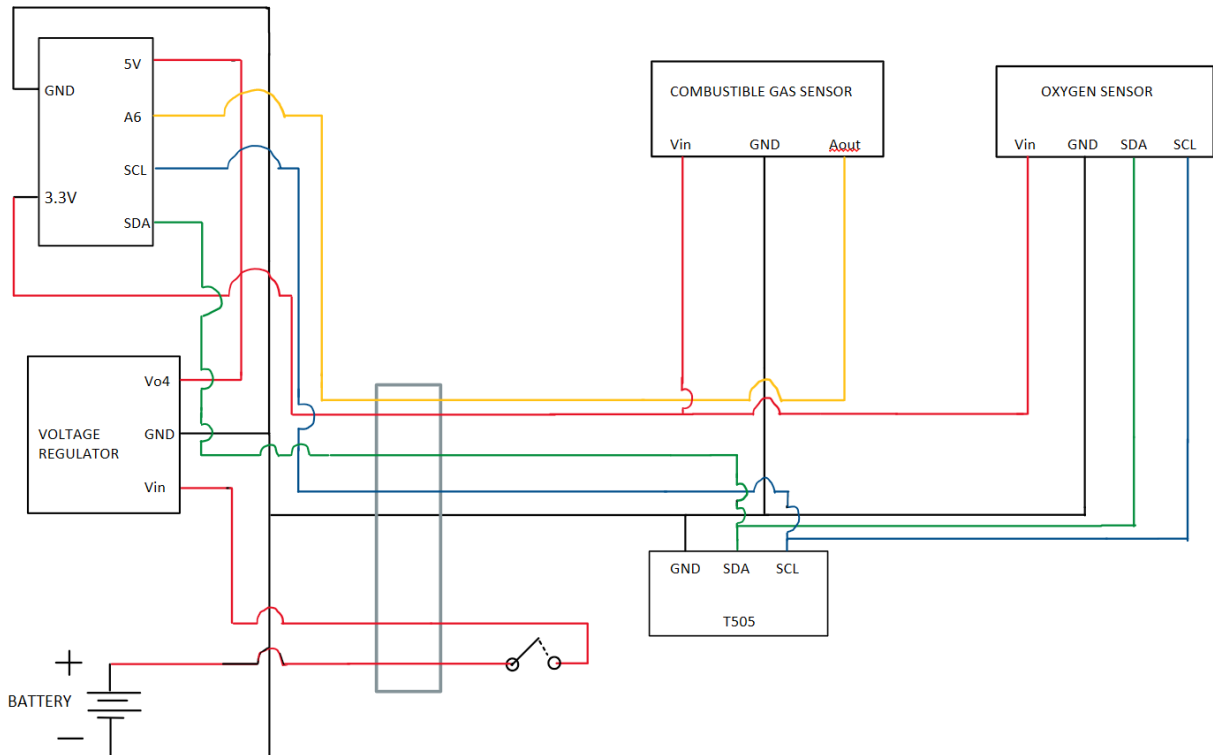 5V
GND
A6
SCL
3.3V
SDA
COMBUSTIBLE GAS SENSOR
Vin GND Aout
OXYGEN SENSOR
Vin GND SDA SCL
Vo4
VOLTAGE
REGULATOR
GND
Vin
GND SDA SCL
T505
+
BATTERY
—